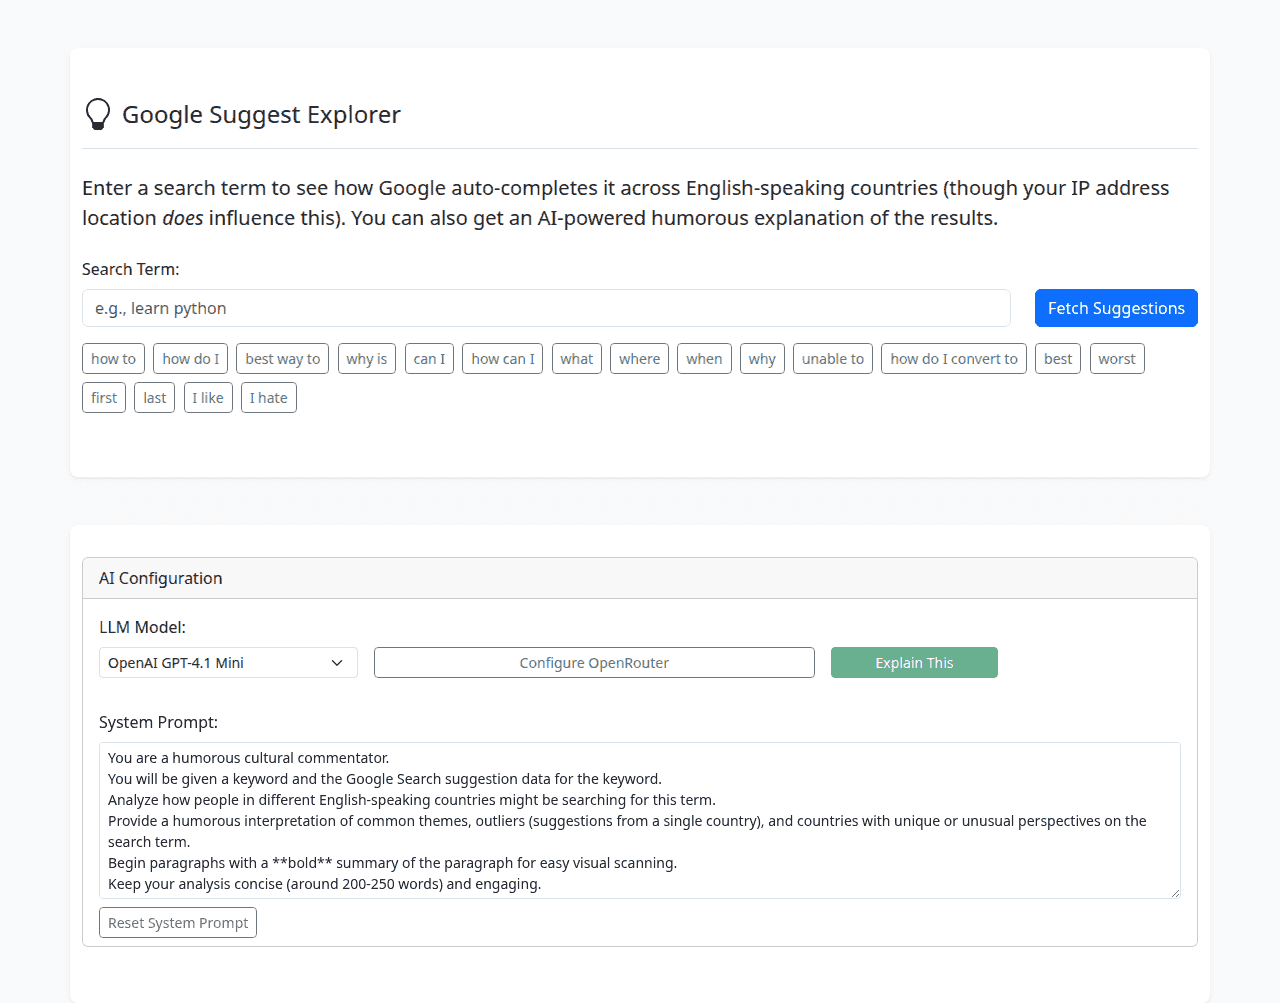 Google Suggest Explorer
Enter a search term to see how Google auto-completes it across English-speaking countries (though your IP address
location does influence this). You can also get an AI-powered humorous explanation of the results.
Search Term:
e.g., learn python
Fetch Suggestions
how to how do I best way to why is can I how can I what where when why unable to how do I convert to best worst
first last I like I hate
AI Configuration
LLM Model:
OpenAI GPT-4.1 Mini
Configure OpenRouter
Explain This
System Prompt:
You are a humorous cultural commentator.
You will be given a keyword and the Google Search suggestion data for the keyword.
Analyze how people in different English-speaking countries might be searching for this term.
Provide a humorous interpretation of common themes, outliers (suggestions from a single country), and countries with unique or unusual perspectives on the
search term.
Begin paragraphs with a **bold** summary of the paragraph for easy visual scanning.
Keep your analysis concise (around 200-250 words) and engaging.
Reset System Prompt